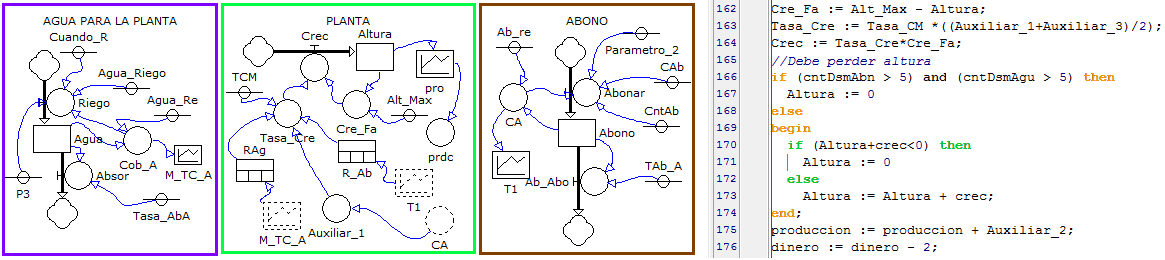 AGUA PARA LA PLANTA
Cuando_R
Agua_Riego
Riego
Agua_Re
Agua
Cob_A
M_TC_A
Absor
P3
Tasa_AbA
PLANTA
Crec
Altura
pro
TCM
Alt_Max
Tasa_Cre
Cre_Fa
prdc
RAg
R_Ab
T1
M_TC_A
Auxiliar_1
CA
ABONO
Ab_re
Parametro_2
CAb
Abonar
CA
CntAb
Abono
T1
Ab_Abo
TAb_A
162 Cre_Fa := Alt_Max - Altura;
163 Tasa_Cre := Tasa_CM *((Auxiliar_1+Auxiliar_3)/2);
164 Crec := Tasa_Cre*Cre_Fa;
165 //Debe perder altura
166 if (cntDsmAbn > 5) and (cntDsmAgu > 5) then
167 Altura := 0
168 else
169 begin
170 if (Altura+crec<0) then
171 Altura := 0
172 else
173 Altura := Altura + crec;
174 end;
175 produccion := produccion + Auxiliar_2;
176 dinero := dinero - 2;